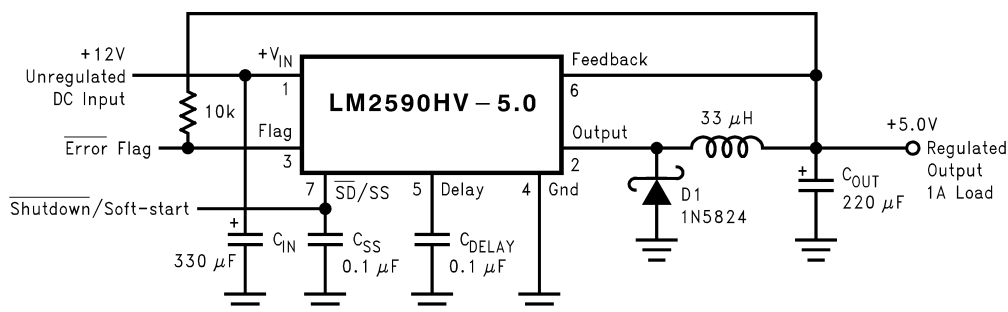 +12V
Unregulated
DC Input
+VIN
1
LM2590HV – 5.0
Feedback
6
10k
33 μH
+5.0V
Error Flag
Flag
3
Output
2
Regulated
Output
1A Load
7
SD/SS
5
Delay
4
Gnd
D1
1N5824
+
COUT
220 μF
Shutdown/Soft-start
+
CIN
330 μF
CSS
0.1 μF
CDELAY
0.1 μF